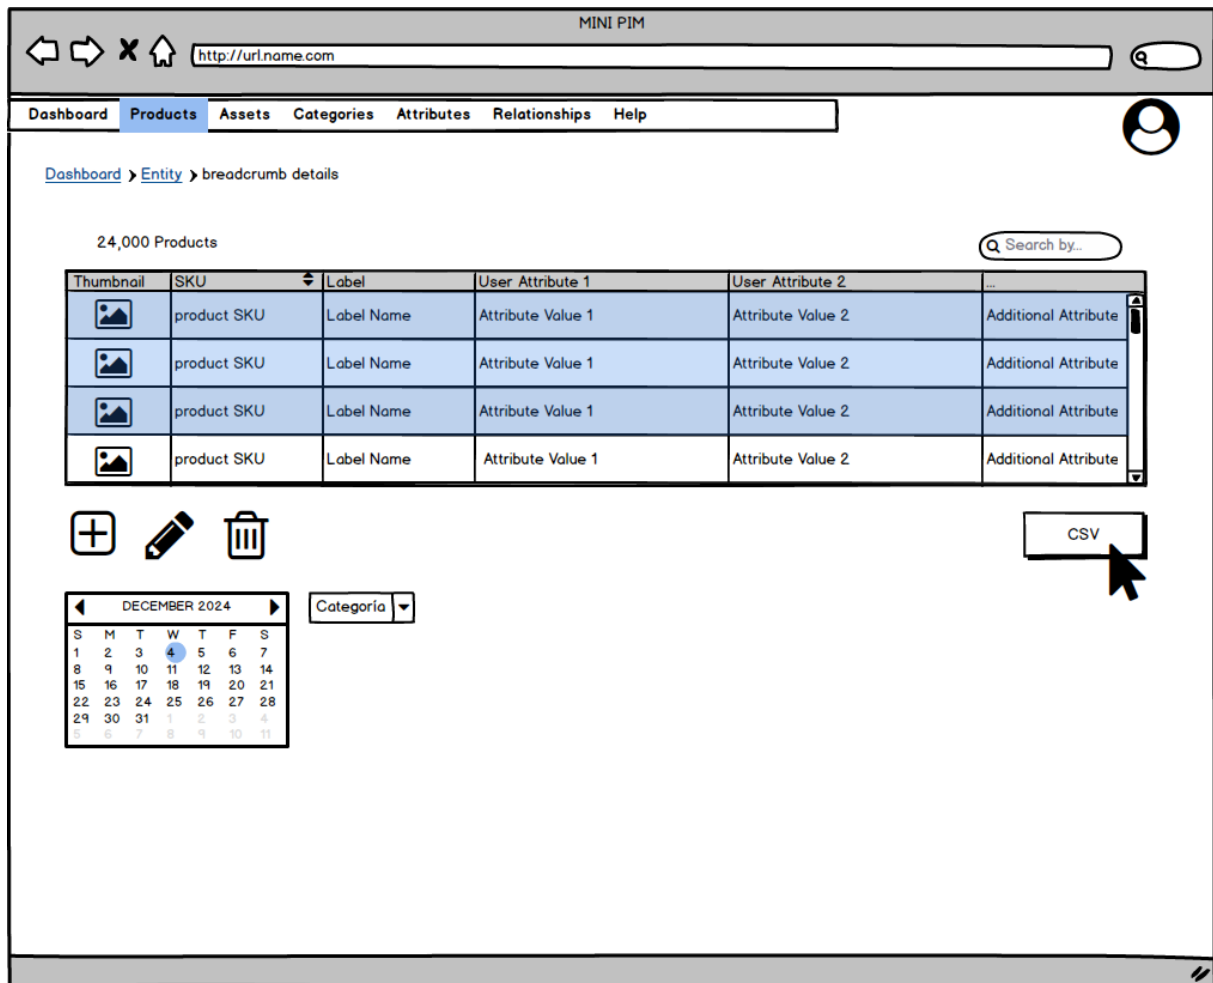 MINI PIM
http://url.name.com
Dashboard Products Assets Categories Attributes Relationships Help
Dashboard Entity breadcrumb details
24,000 Products
Search by...
Thumbnail SKU Label User Attribute 1 User Attribute 2 ...
product SKU Label Name Attribute Value 1 Attribute Value 2 Additional Attribute
product SKU Label Name Attribute Value 1 Attribute Value 2 Additional Attribute
product SKU Label Name Attribute Value 1 Attribute Value 2 Additional Attribute
product SKU Label Name Attribute Value 1 Attribute Value 2 Additional Attribute
CSV
DECEMBER 2024
Categoría
S M T W T F S
1 2 3 4 5 6 7
8 9 10 11 12 13 14
15 16 17 18 19 20 21
22 23 24 25 26 27 28
29 30 31 1 2 3 4
5 6 7 8 9 10 11